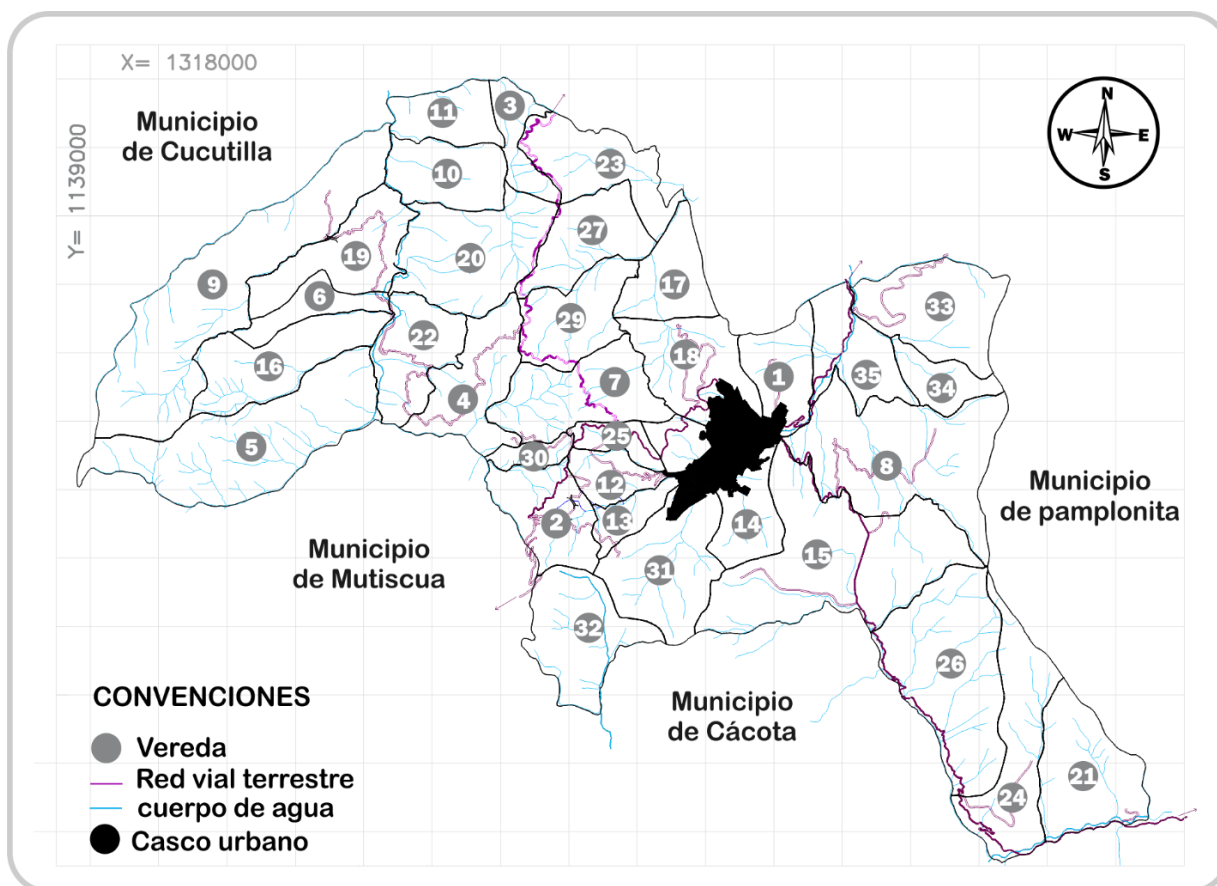 X= 1318000
Y= 1139000
Municipio
de Cucutilla
N
W
E
S
11
3
10
23
27
19
20
9
6
17
29
33
22
16
18
7
1
35
34
4
5
25
30
8
12
2
13
14
15
31
32
26
21
24
Municipio
de pamplonita
Municipio
de Mutiscua
Municipio
de Cácota
CONVENCIONES
Vereda
Red vial terrestre
cuerpo de agua
Casco urbano